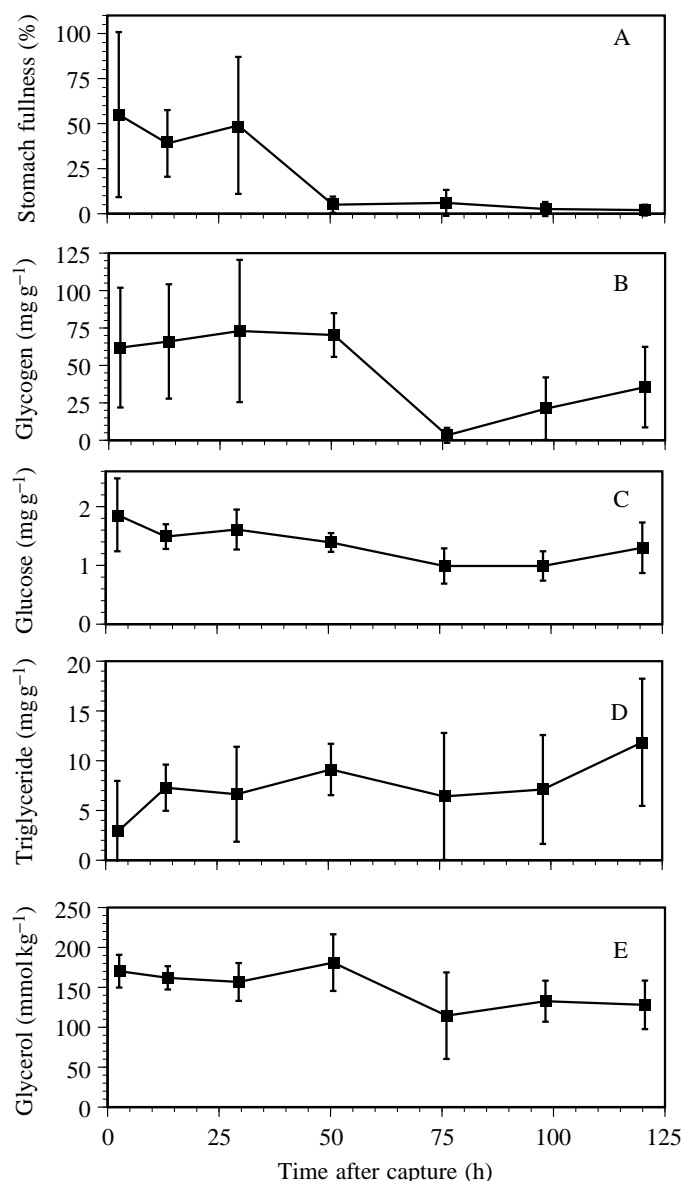 A
Stomach fullness (%)
100
75
50
25
0
B
Glycogen (mg g⁻¹)
125
100
75
50
25
0
C
Glucose (mg g⁻¹)
2
1
0
D
Triglyceride (mg g⁻¹)
20
15
10
5
0
E
Glycerol (mmol kg⁻¹)
250
200
150
100
50
0
0 25 50 75 100 125
Time after capture (h)